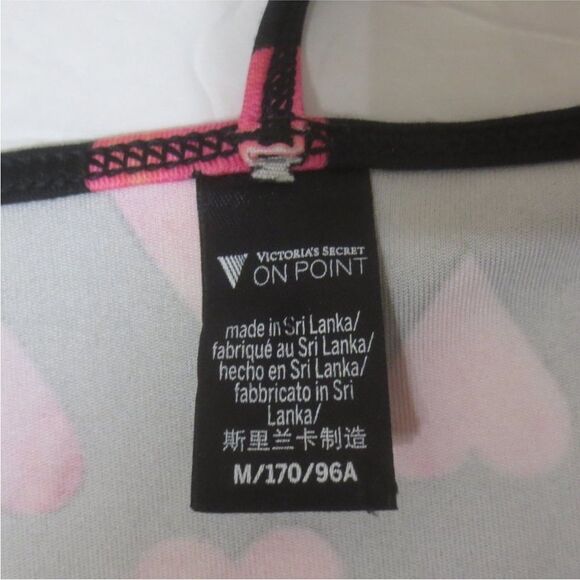 VICTORIA'S SECRET
ON POINT
made in Sri Lanka/
fabriqué au Sri Lanka/
hecho en Sri Lanka/
fabbricato in Sri
Lanka/
斯里兰卡制造
M/170/96A